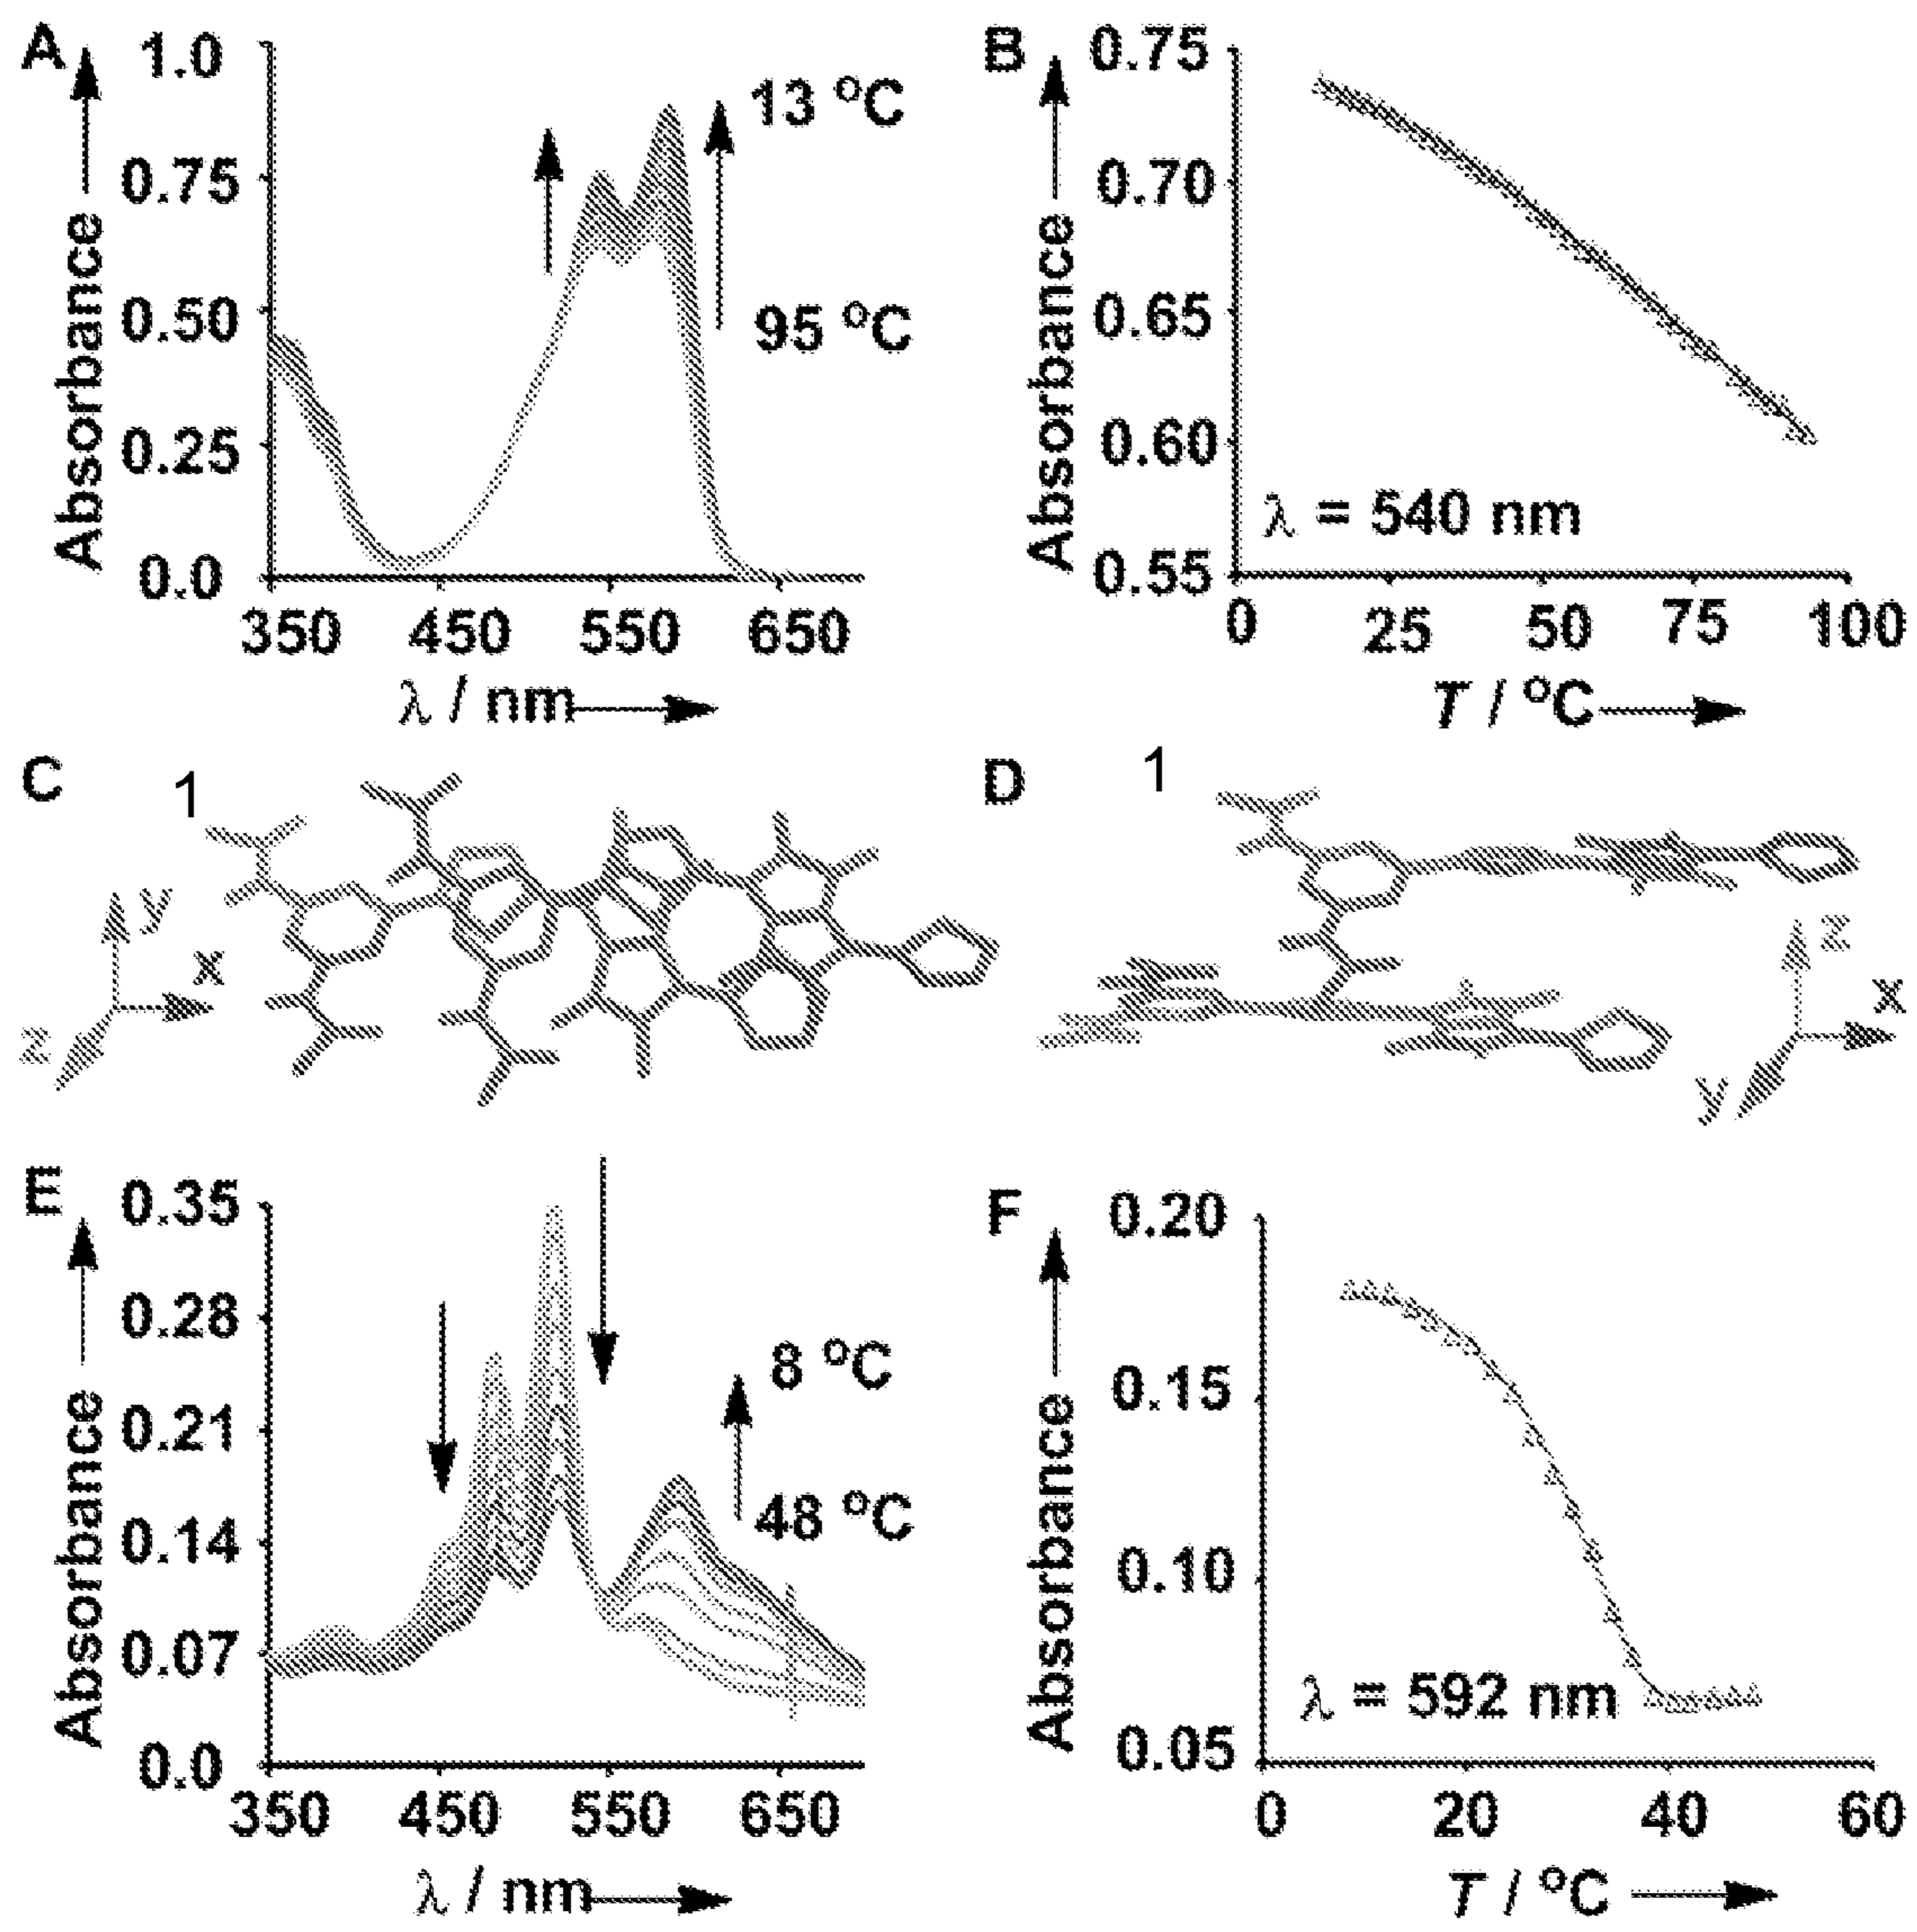 A
Absorbance
1.0
0.75
0.50
0.25
0.0
350 450 550 650
λ / nm
13 °C
95 °C
B
Absorbance
0.75
0.70
0.65
0.60
0.55
0 25 50 75 100
λ = 540 nm
T / °C
C
1
y
x
z
D
1
z
x
y
E
Absorbance
0.35
0.28
0.21
0.14
0.07
0.0
350 450 550 650
λ / nm
8 °C
48 °C
F
Absorbance
0.20
0.15
0.10
0.05
0 20 40 60
λ = 592 nm
T / °C